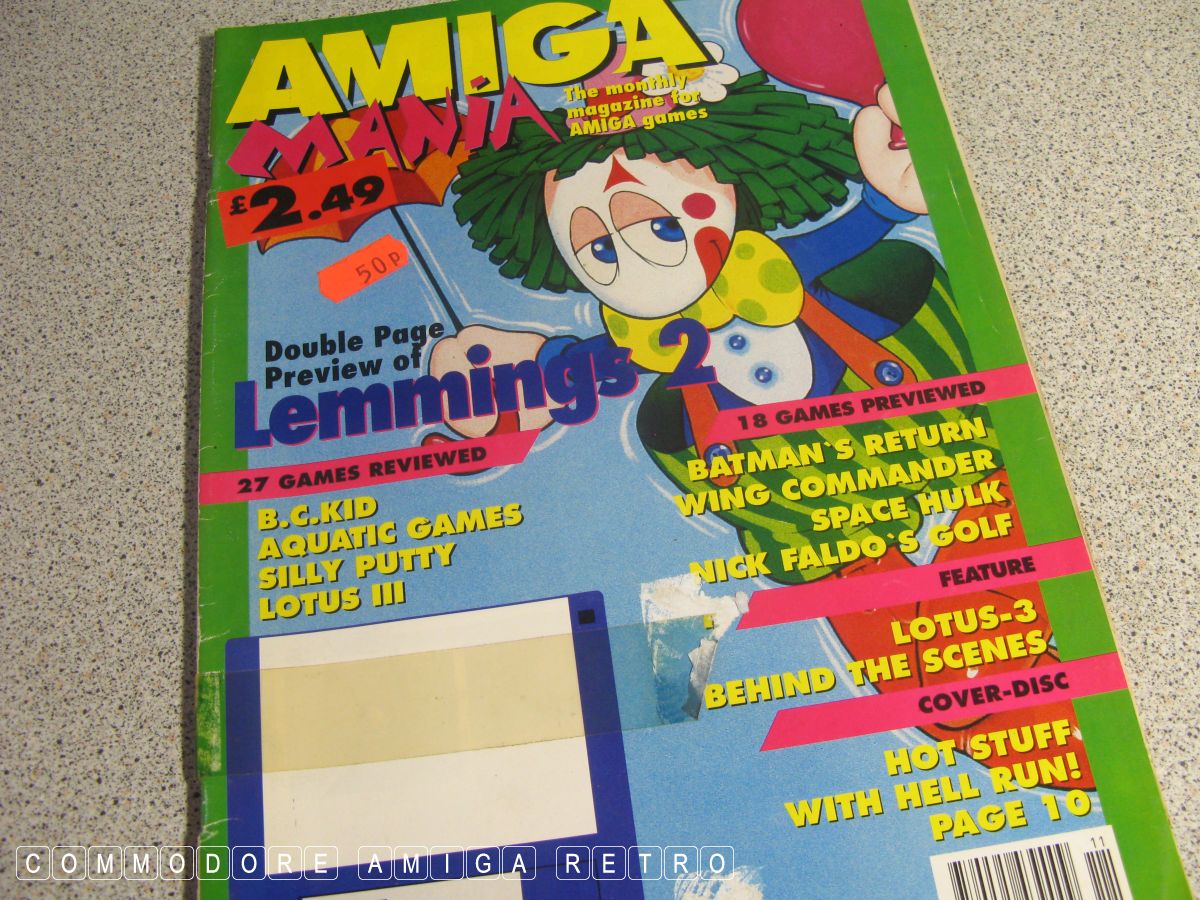 AMIGA
MANiA
The monthly
magazine for
AMIGA games
£2.49
50p
Double Page
Preview of
Lemmings 2
27 GAMES REVIEWED
B.C.KID
AQUATIC GAMES
SILLY PUTTY
LOTUS III
18 GAMES PREVIEWED
BATMAN`S RETURN
WING COMMANDER
SPACE HULK
NICK FALDO`S GOLF
FEATURE
LOTUS-3
BEHIND THE SCENES
COVER-DISC
HOT STUFF
WITH HELL RUN!
PAGE 10
11
COMMODORE AMIGA RETRO